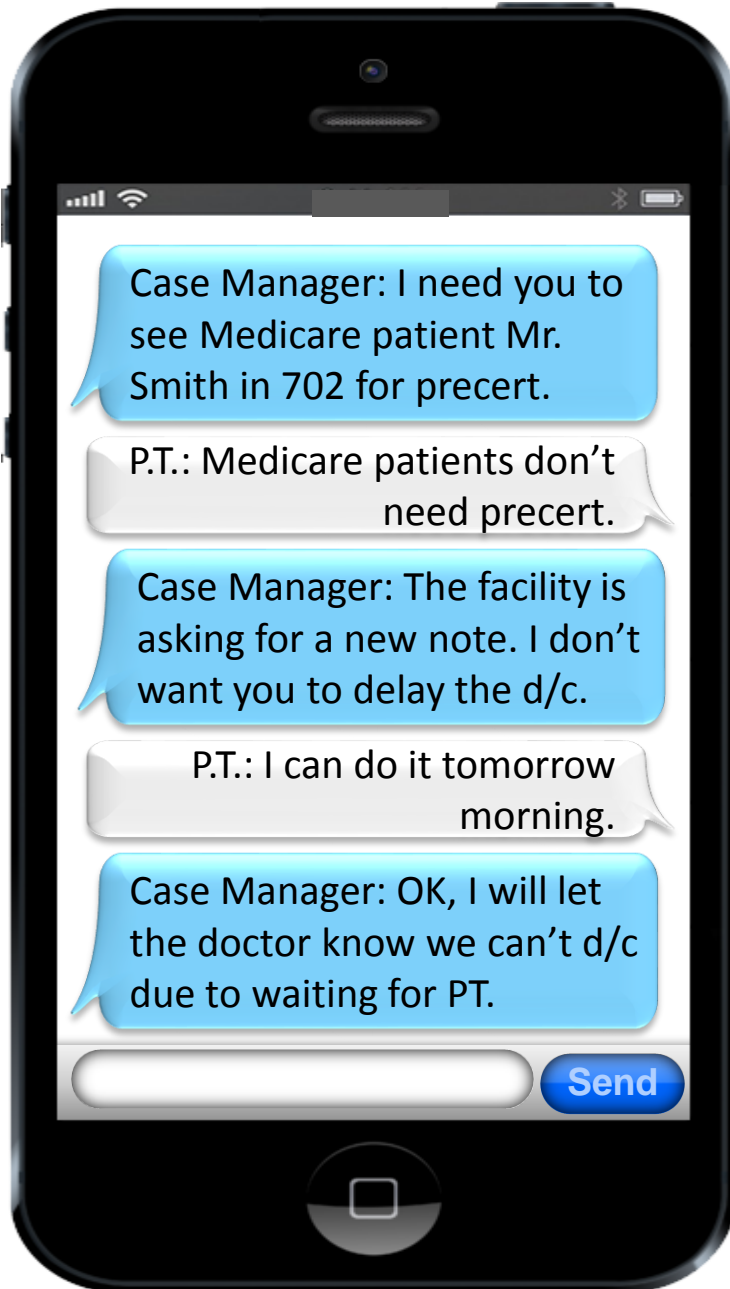 Case Manager: I need you to
see Medicare patient Mr.
Smith in 702 for precert.
P.T.: Medicare patients don’t
need precert.
Case Manager: The facility is
asking for a new note. I don’t
want you to delay the d/c.
P.T.: I can do it tomorrow
morning.
Case Manager: OK, I will let
the doctor know we can’t d/c
due to waiting for PT.
Send